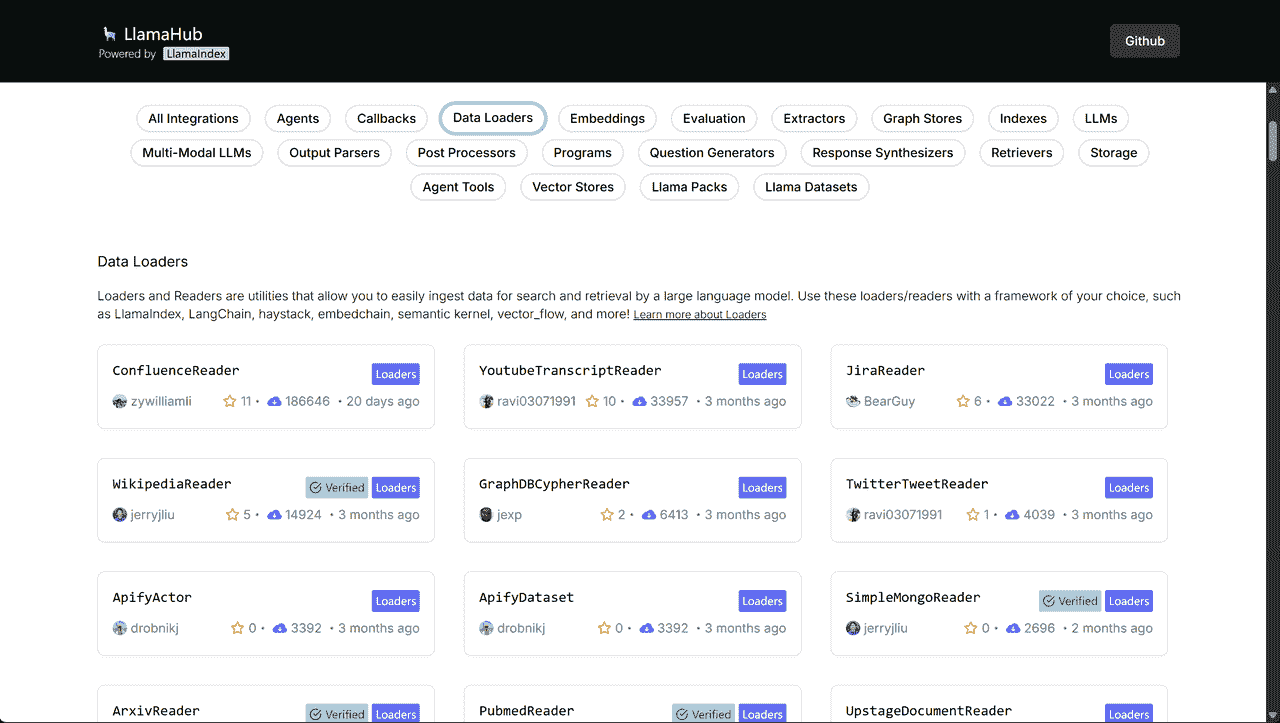 LlamaHub
Powered by LlamaIndex
Github
All Integrations Agents Callbacks Data Loaders Embeddings Evaluation Extractors Graph Stores Indexes LLMs
Multi-Modal LLMs Output Parsers Post Processors Programs Question Generators Response Synthesizers Retrievers Storage
Agent Tools Vector Stores Llama Packs Llama Datasets
Data Loaders
Loaders and Readers are utilities that allow you to easily ingest data for search and retrieval by a large language model. Use these loaders/readers with a framework of your choice, such
as LlamaIndex, LangChain, haystack, embedchain, semantic kernel, vector_flow, and more! Learn more about Loaders
ConfluenceReader Loaders
zywilliamli 11 • 186646 • 20 days ago
YoutubeTranscriptReader Loaders
ravi03071991 10 • 33957 • 3 months ago
JiraReader Loaders
BearGuy 6 • 33022 • 3 months ago
WikipediaReader Verified Loaders
jerryjliu 5 • 14924 • 3 months ago
GraphDBCypherReader Loaders
jexp 2 • 6413 • 3 months ago
TwitterTweetReader Loaders
ravi03071991 1 • 4039 • 3 months ago
ApifyActor Loaders
drobnikj 0 • 3392 • 3 months ago
ApifyDataset Loaders
drobnikj 0 • 3392 • 3 months ago
SimpleMongoReader Verified Loaders
jerryjliu 0 • 2696 • 2 months ago
ArxivReader Verified Loaders
PubmedReader Verified Loaders
UpstageDocumentReader Loaders